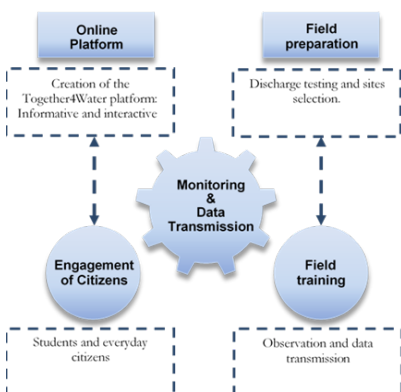 Online
Platform
Field
preparation
Creation of the
Together4Water platform:
Informative and interactive
Discharge testing and sites
selection.
Monitoring
&
Data
Transmission
Engagement
of Citizens
Field
training
Students and everyday
citizens
Observation and data
transmission